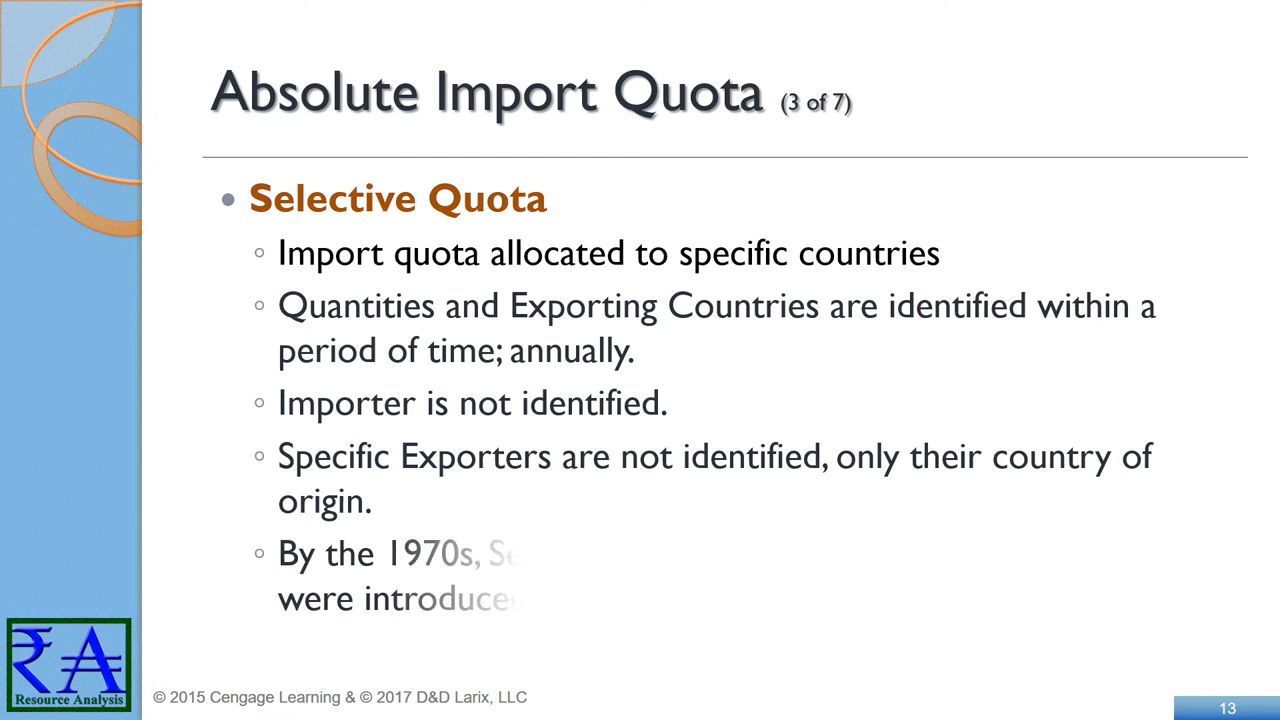 Absolute Import Quota (3 of 7)
• Selective Quota
◦ Import quota allocated to specific countries
◦ Quantities and Exporting Countries are identified within a
period of time; annually.
◦ Importer is not identified.
◦ Specific Exporters are not identified, only their country of
origin.
◦ By the 1970s,
were introduce
₹A
Resource Analysis
© 2015 Cengage Learning & © 2017 D&D Larix, LLC
13